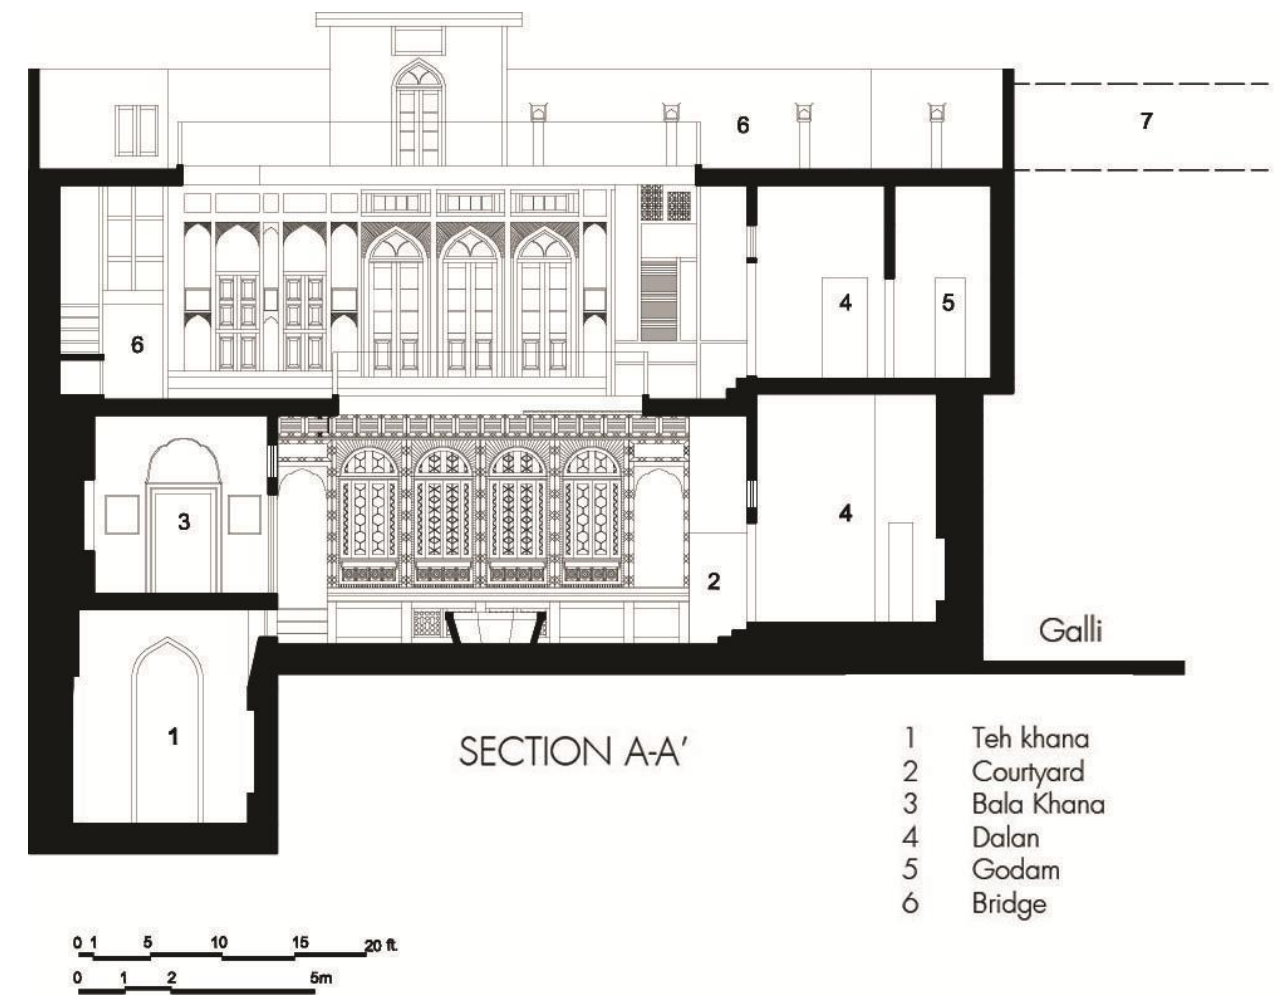 6
7
6
4
5
3
4
2
Galli
1
SECTION A-A'
1 Teh khana
2 Courtyard
3 Bala Khana
4 Dalan
5 Godam
6 Bridge
0 1 5 10 15 20 ft.
0 1 2 5m